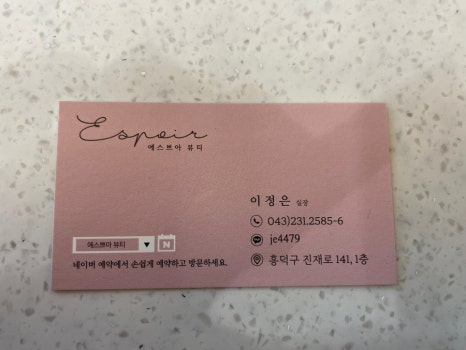 Espoir
에스쁘아 뷰티
이정은 실장
043)231.2585-6
je4479
흥덕구 진재로 141, 1층
에스쁘아 뷰티
N
네이버 예약에서 손쉽게 예약하고 방문하세요.